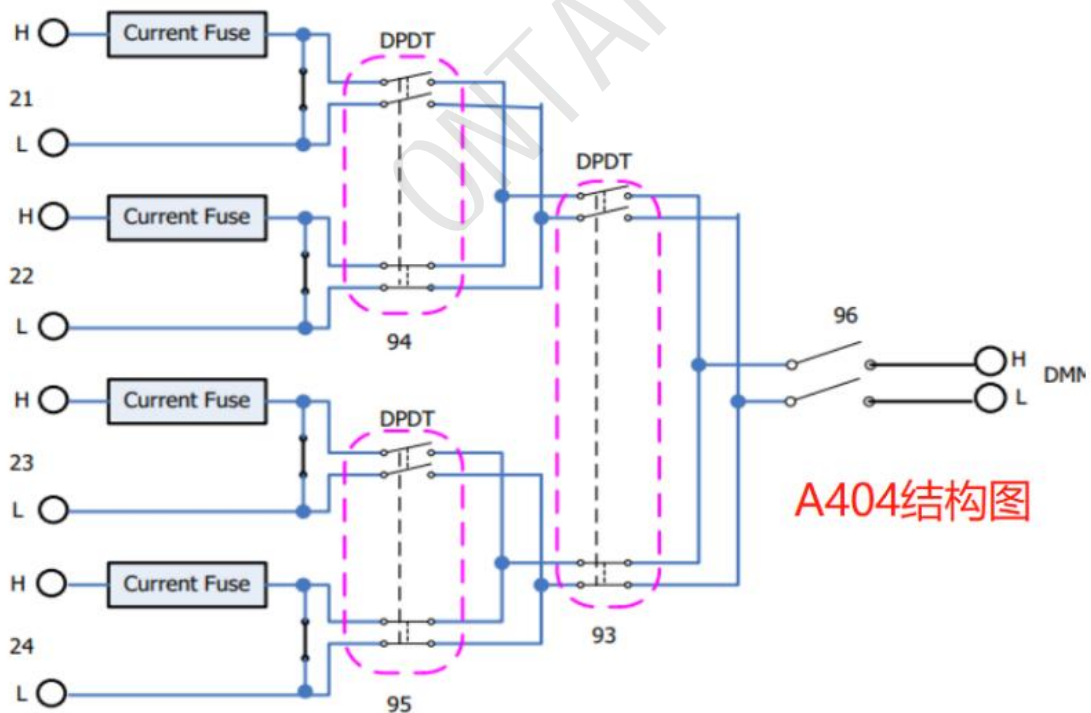 H
Current Fuse
DPDT
21
L
DPDT
H
Current Fuse
22
L
94
96
H
DMM
L
H
Current Fuse
DPDT
23
L
A404结构图
H
Current Fuse
24
93
L
95
ONTA